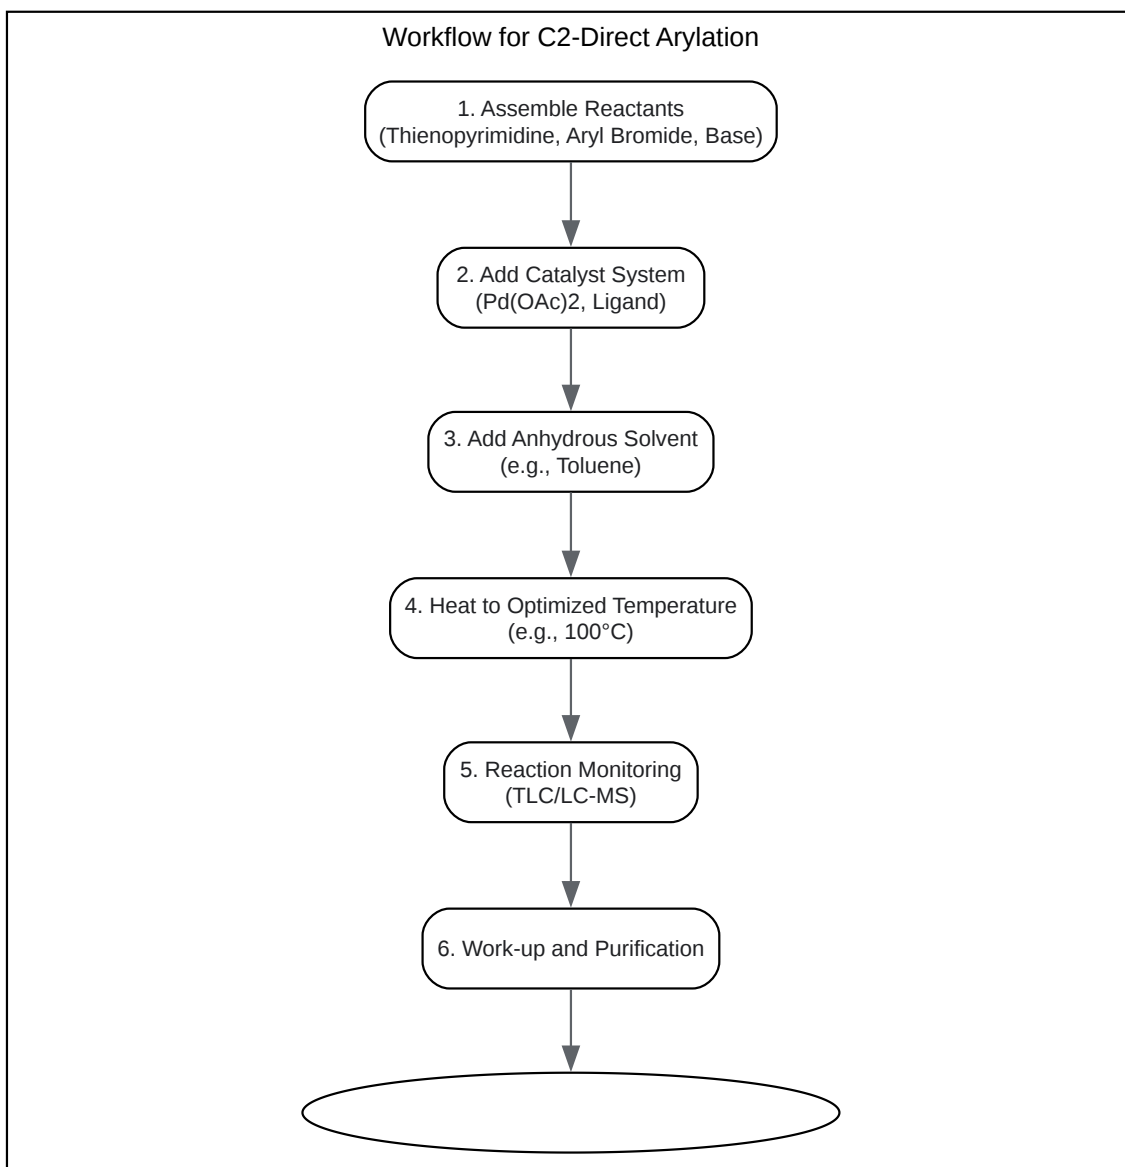 Workflow for C2-Direct Arylation
1. Assemble Reactants
(Thienopyrimidine, Aryl Bromide, Base)
2. Add Catalyst System
(Pd(OAc)2, Ligand)
3. Add Anhydrous Solvent
(e.g., Toluene)
4. Heat to Optimized Temperature
(e.g., 100°C)
5. Reaction Monitoring
(TLC/LC-MS)
6. Work-up and Purification